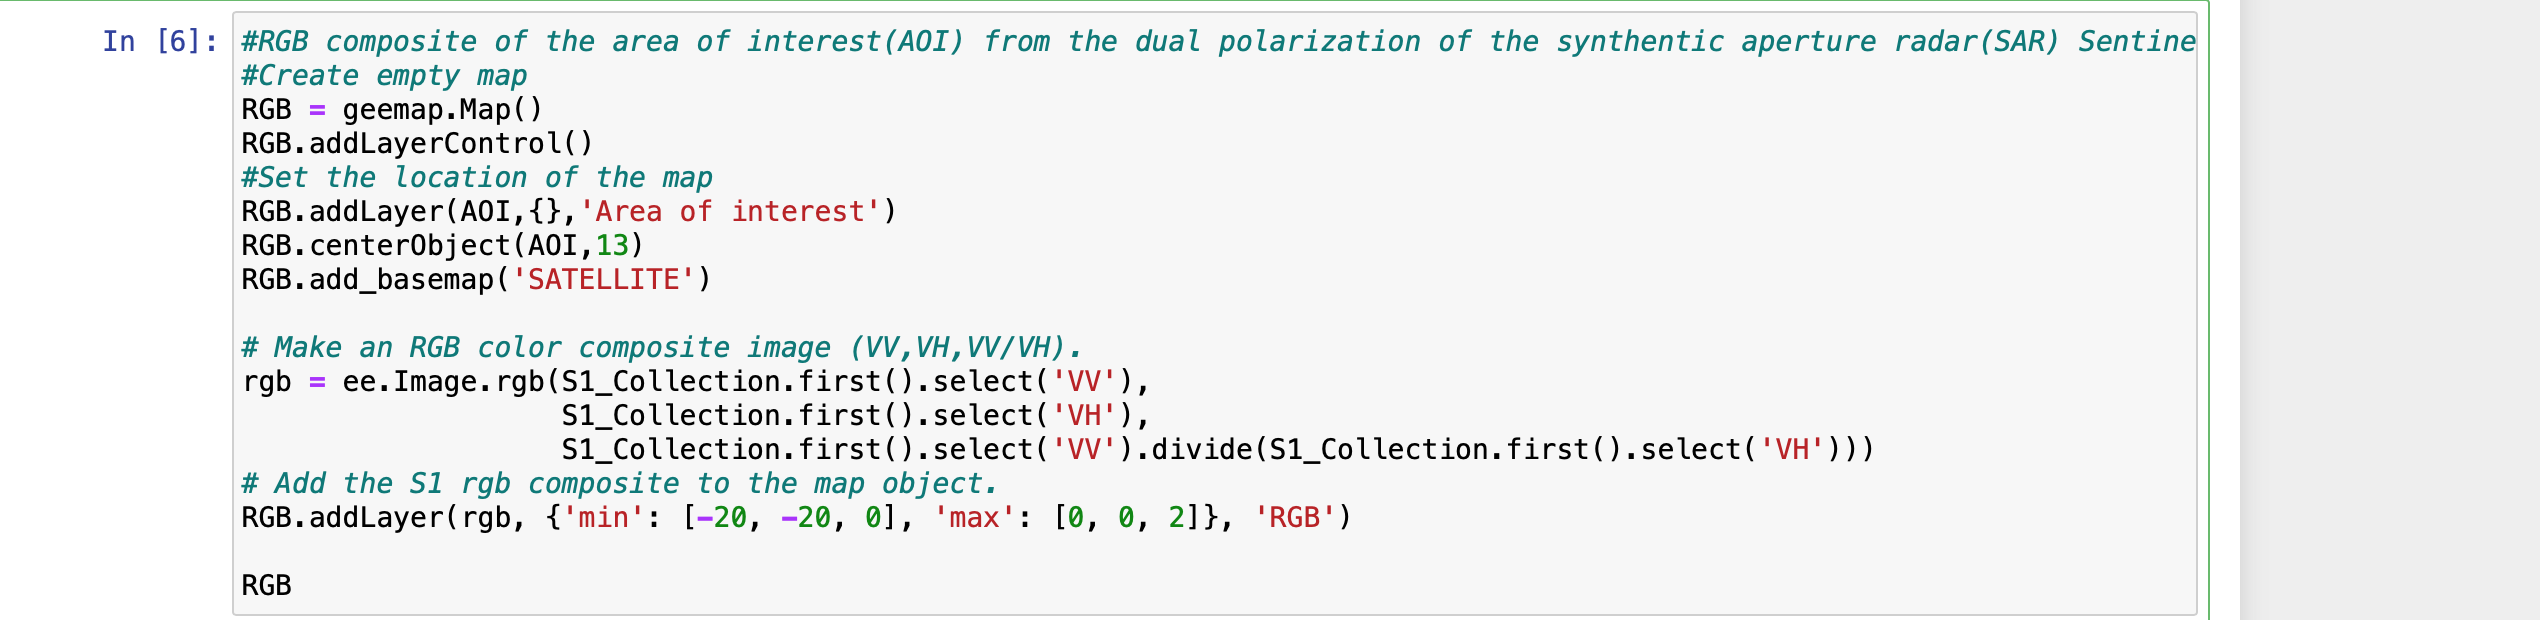 In [6]: #RGB composite of the area of interest(AOI) from the dual polarization of the synthentic aperture radar(SAR) Sentine
#Create empty map
RGB = geemap.Map()
RGB.addLayerControl()
#Set the location of the map
RGB.addLayer(AOI,{},'Area of interest')
RGB.centerObject(AOI,13)
RGB.add_basemap('SATELLITE')
# Make an RGB color composite image (VV,VH,VV/VH).
rgb = ee.Image.rgb(S1_Collection.first().select('VV'),
S1_Collection.first().select('VH'),
S1_Collection.first().select('VV').divide(S1_Collection.first().select('VH')))
# Add the S1 rgb composite to the map object.
RGB.addLayer(rgb, {'min': [-20, -20, 0], 'max': [0, 0, 2]}, 'RGB')
RGB